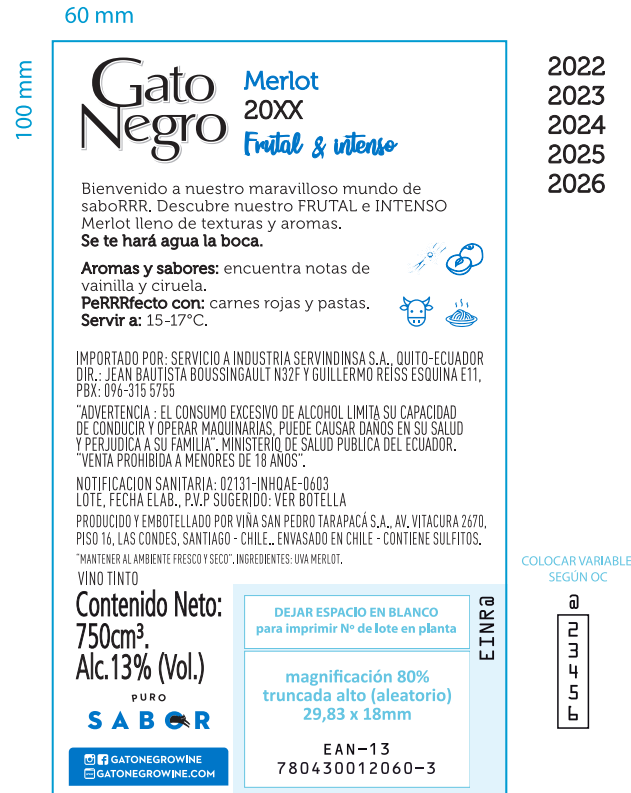 60 mm
100 mm
Gato
Negro
Merlot
20XX
Frutal & intenso
2022
2023
2024
2025
2026
Bienvenido a nuestro maravilloso mundo de
saboRRR. Descubre nuestro FRUTAL e INTENSO
Merlot lleno de texturas y aromas.
Se te hará agua la boca.
Aromas y sabores: encuentra notas de
vainilla y ciruela.
PeRRRfecto con: carnes rojas y pastas.
Servir a: 15-17°C.
IMPORTADO POR: SERVICIO A INDUSTRIA SERVINDINSA S.A., QUITO-ECUADOR
DIR.: JEAN BAUTISTA BOUSSINGAULT N32F Y GUILLERMO REISS ESQUINA E11,
PBX: 096-315 5755
"ADVERTENCIA : EL CONSUMO EXCESIVO DE ALCOHOL LIMITA SU CAPACIDAD
DE CONDUCIR Y OPERAR MAQUINARIAS, PUEDE CAUSAR DAÑOS EN SU SALUD
Y PERJUDICA A SU FAMILIA". MINISTERIO DE SALUD PUBLICA DEL ECUADOR.
"VENTA PROHIBIDA A MENORES DE 18 AÑOS".
NOTIFICACION SANITARIA: 02131-INHQAE-0603
LOTE, FECHA ELAB., P.V.P SUGERIDO: VER BOTELLA
PRODUCIDO Y EMBOTELLADO POR VIÑA SAN PEDRO TARAPACÁ S.A., AV. VITACURA 2670,
PISO 16, LAS CONDES, SANTIAGO - CHILE.. ENVASADO EN CHILE - CONTIENE SULFITOS.
"MANTENER AL AMBIENTE FRESCO Y SECO". INGREDIENTES: UVA MERLOT.
VINO TINTO
Contenido Neto:
750cm³.
Alc.13% (Vol.)
PURO
SABOR
GATONEGROWINE
GATONEGROWINE.COM
DEJAR ESPACIO EN BLANCO
para imprimir Nº de lote en planta
magnificación 80%
truncada alto (aleatorio)
29,83 x 18mm
EAN-13
780430012060-3
EINR@
COLOCAR VARIABLE
SEGÚN OC
@
2
3
4
5
6